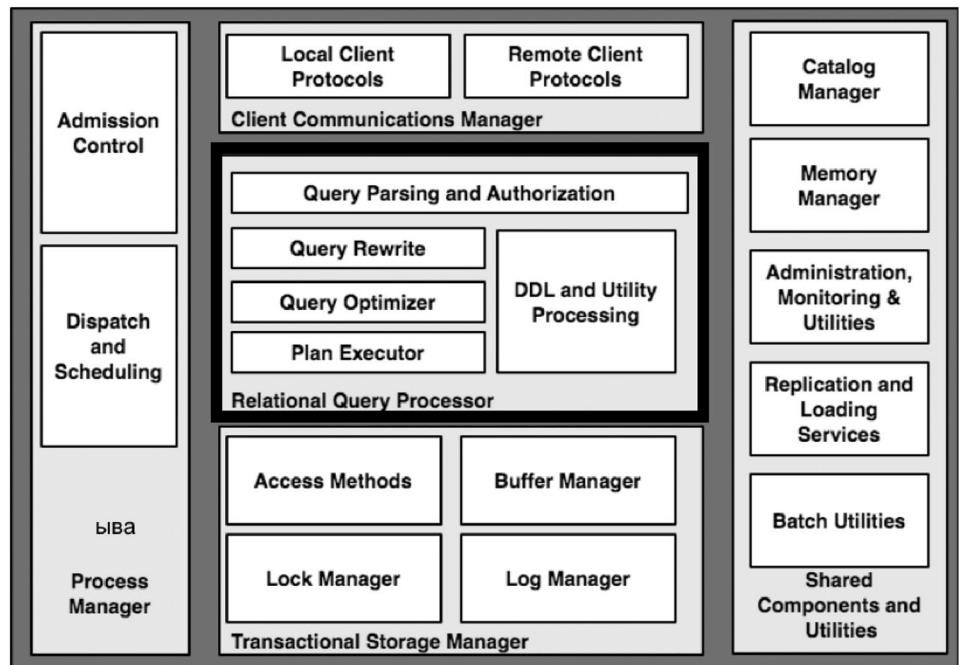 Admission
Control
Dispatch
and
Scheduling
ыва
Process
Manager
Local Client
Protocols
Remote Client
Protocols
Client Communications Manager
Query Parsing and Authorization
Query Rewrite
Query Optimizer
Plan Executor
DDL and Utility
Processing
Relational Query Processor
Access Methods
Buffer Manager
Lock Manager
Log Manager
Transactional Storage Manager
Catalog
Manager
Memory
Manager
Administration,
Monitoring &
Utilities
Replication and
Loading
Services
Batch Utilities
Shared
Components and
Utilities